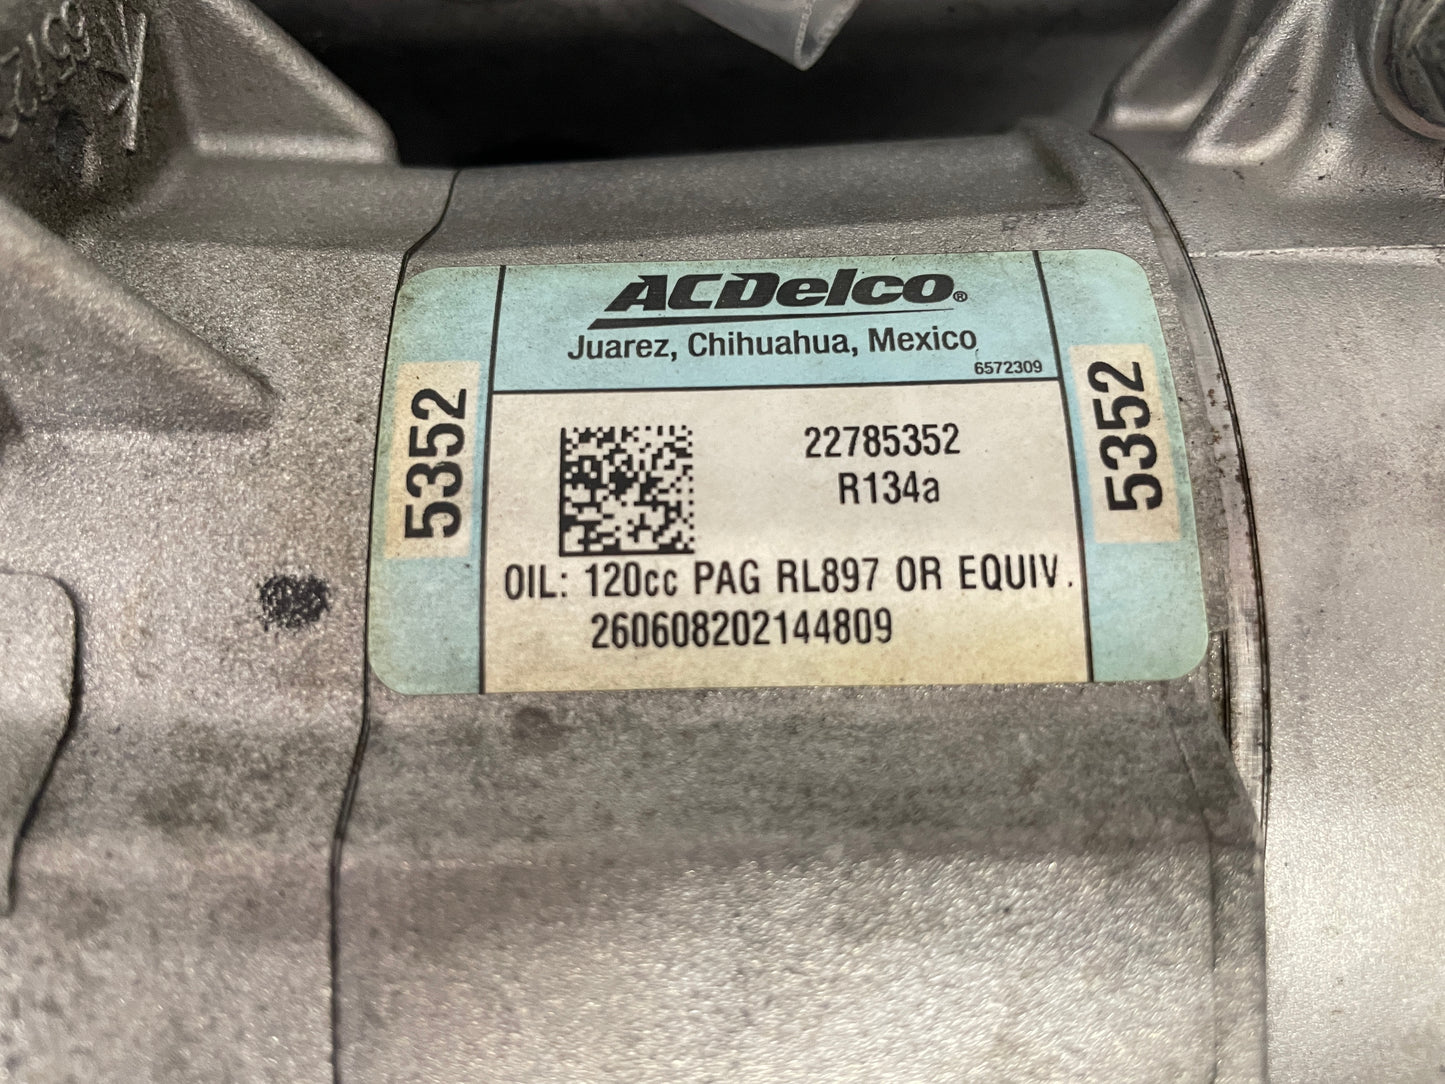 ACDelco®
Juarez, Chihuahua, Mexico
6572309
5352
22785352
R134a
5352
OIL: 120cc PAG RL897 OR EQUIV.
260608202144809